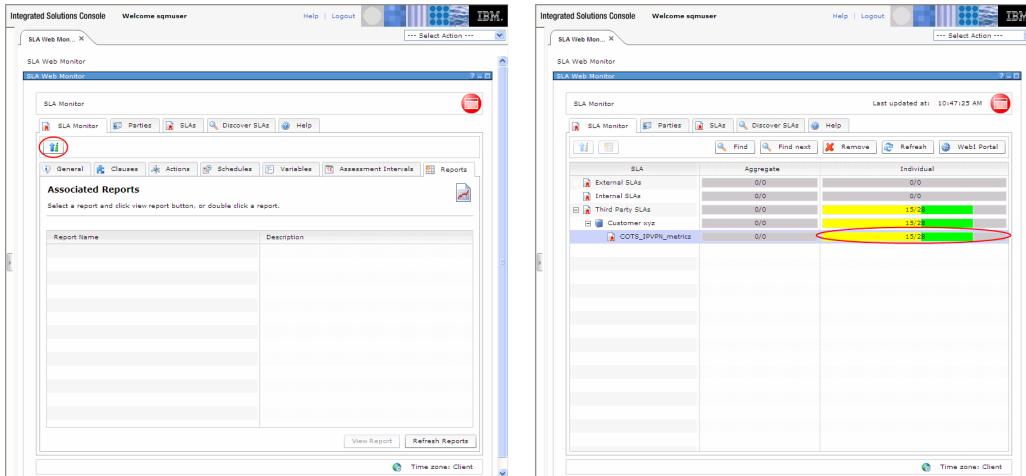 Integrated Solutions Console Welcome sqmuser Help | Logout IBM.
SLA Web Mon... X --- Select Action ---
SLA Web Monitor
SLA Web Monitor
SLA Monitor
SLA Monitor Parties SLAs Discover SLAs Help
General Clauses Actions Schedules Variables Assessment Intervals Reports
Associated Reports
Select a report and click view report button, or double click a report.
Report Name Description
View Report Refresh Reports
Time zone: Client
Integrated Solutions Console Welcome sqmuser Help | Logout IBM
SLA Web Mon... X --- Select Action ---
SLA Web Monitor
SLA Web Monitor
SLA Monitor Last updated at: 10:47:25 AM
SLA Monitor Parties SLAs Discover SLAs Help
Find Find next Remove Refresh WebI Portal
SLA Aggregate Individual
External SLAs 0/0 0/0
Internal SLAs 0/0 0/0
Third Party SLAs 0/0 15/28
Customer xyz 0/0 15/28
COTS_IPVPN_metrics 0/0 15/28
Time zone: Client